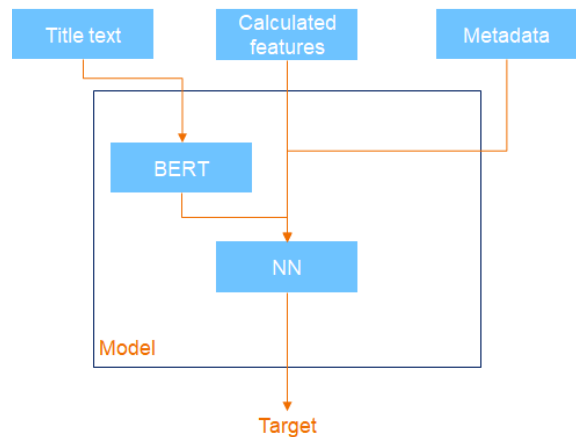 Title text
Calculated
features
Metadata
BERT
NN
Model
Target